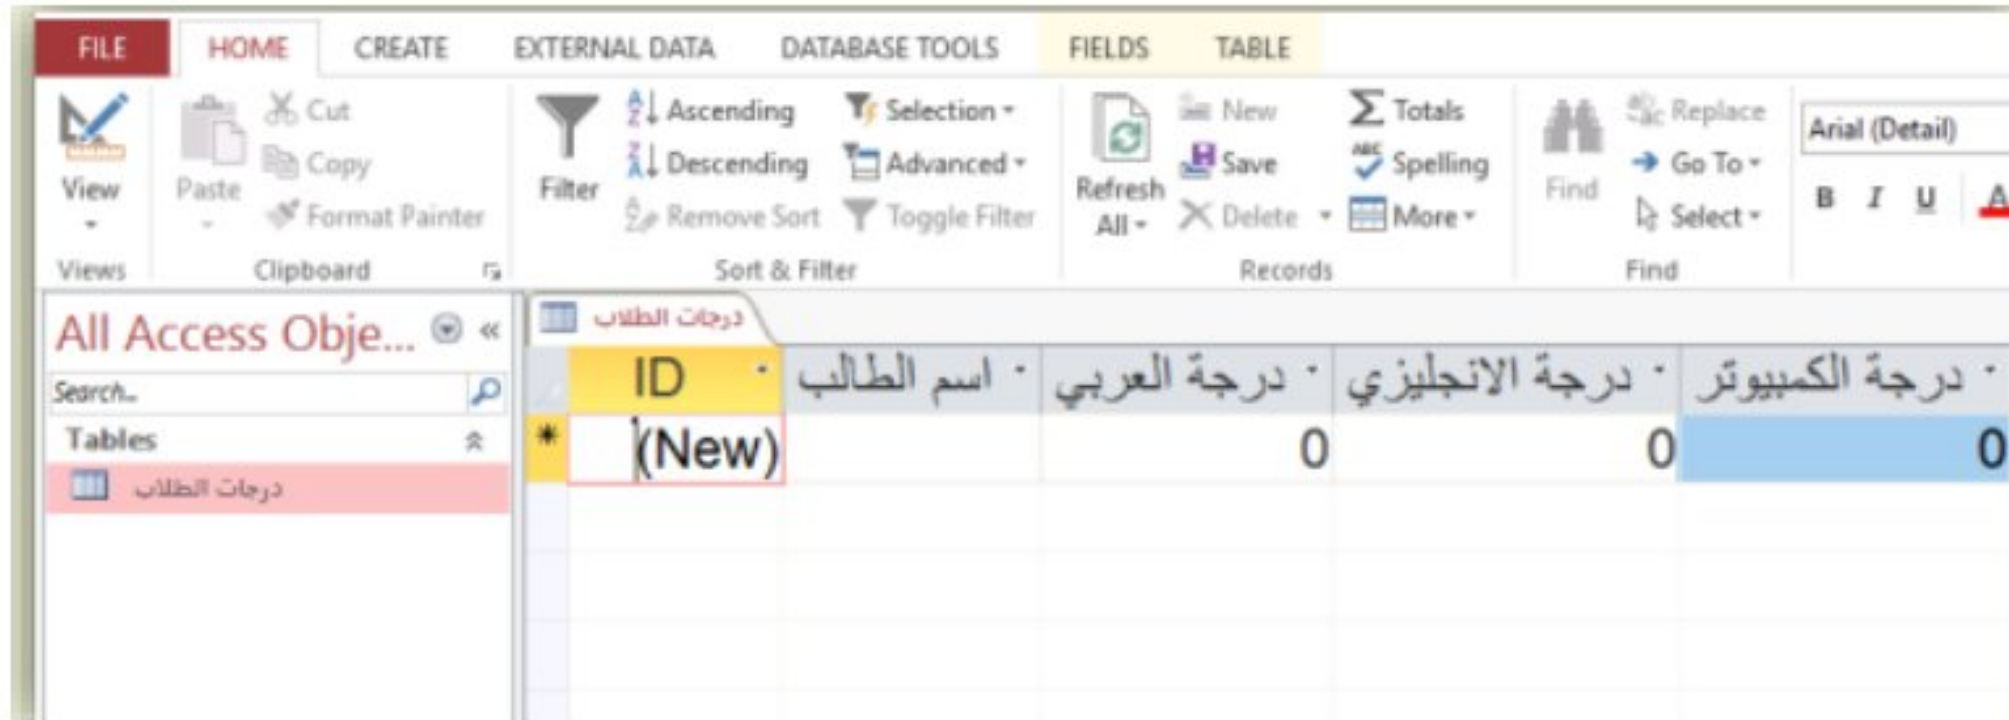 FILE HOME CREATE EXTERNAL DATA DATABASE TOOLS FIELDS TABLE
View
Views
Paste
Cut
Copy
Format Painter
Clipboard
Filter
Ascending
Descending
Remove Sort
Selection
Advanced
Toggle Filter
Sort & Filter
Refresh
All
New
Save
Delete
Totals
Spelling
More
Records
Find
Replace
Go To
Select
Find
Arial (Detail)
B I U A
All Access Obje... «
Search..
Tables
درجات الطلاب
درجات الطلاب
ID اسم الطالب درجة العربي درجة الانجليزي درجة الكمبيوتر
* (New) 0 0 0